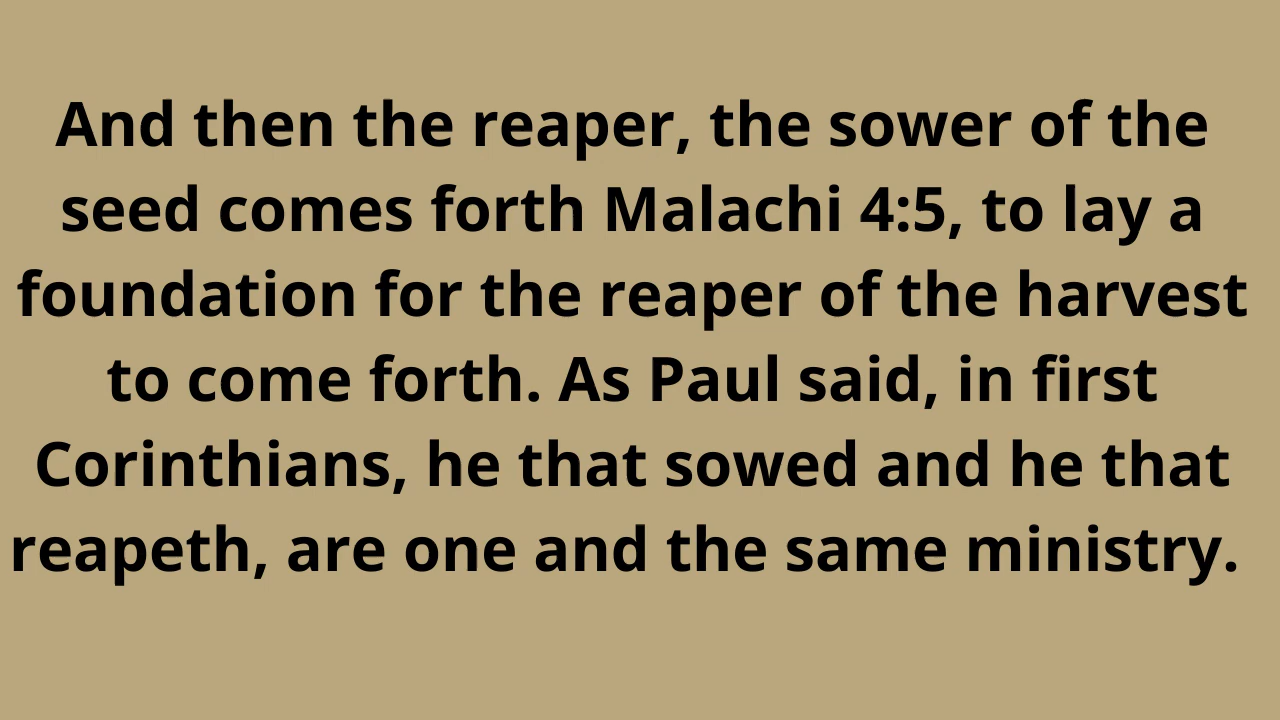 And then the reaper, the sower of the
seed comes forth Malachi 4:5, to lay a
foundation for the reaper of the harvest
to come forth. As Paul said, in first
Corinthians, he that sowed and he that
reapeth, are one and the same ministry.